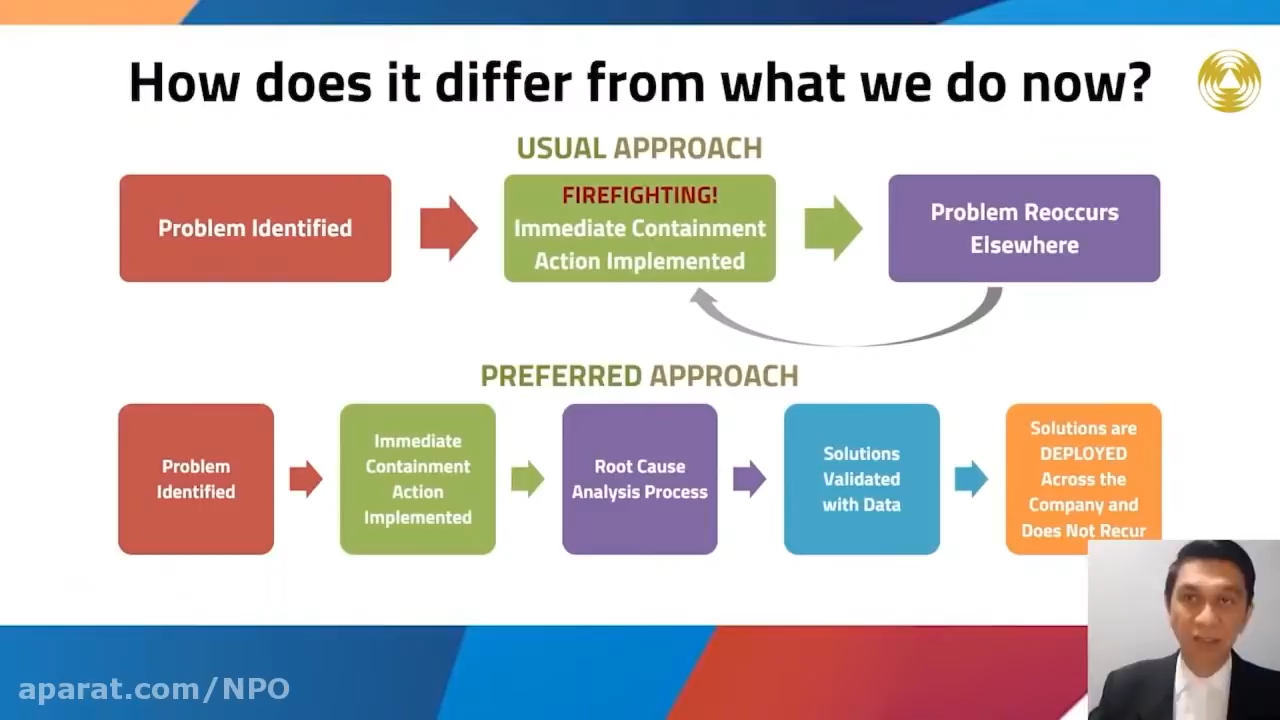 How does it differ from what we do now?
USUAL APPROACH
Problem Identified
FIREFIGHTING!
Immediate Containment
Action Implemented
Problem Reoccurs
Elsewhere
PREFERRED APPROACH
Problem
Identified
Immediate
Containment
Action
Implemented
Root Cause
Analysis Process
Solutions
Validated
with Data
Solutions are
DEPLOYED
Across the
Company and
Does Not Recur
aparat.com/NPO